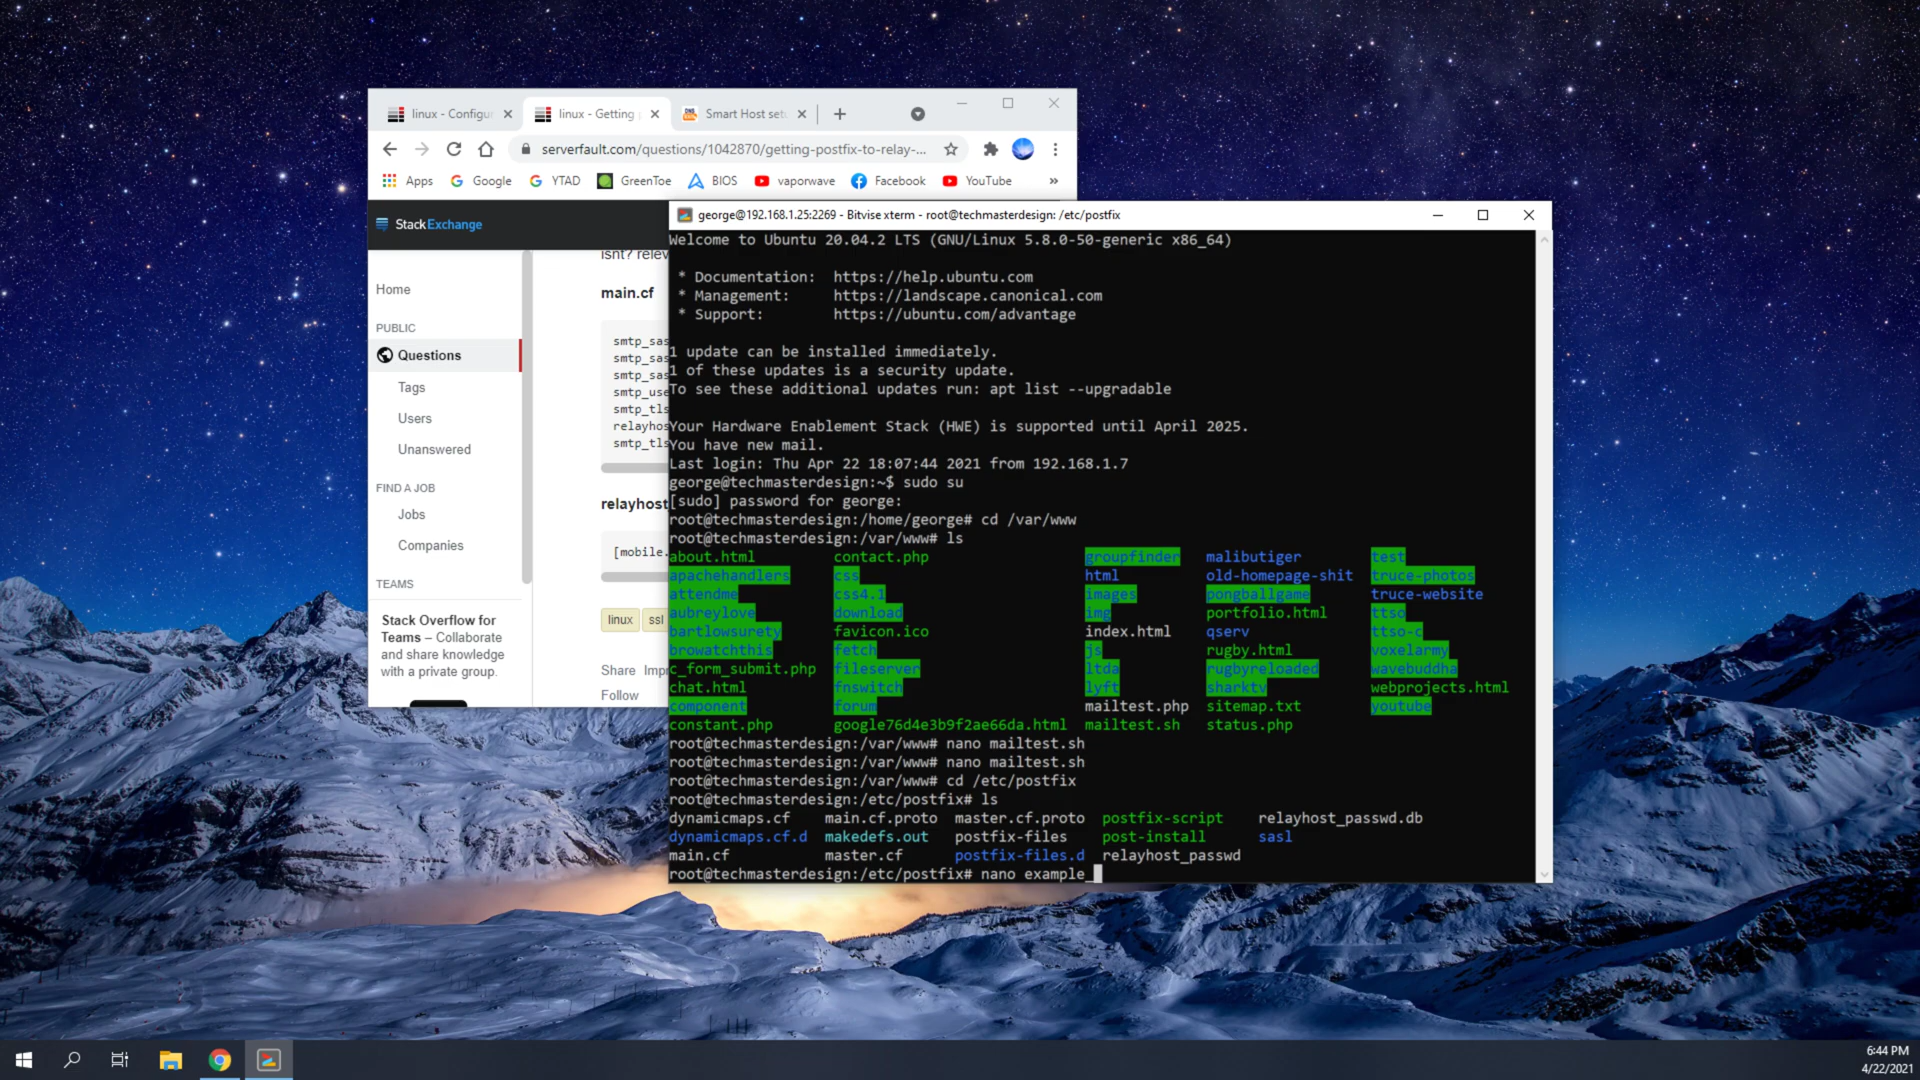 linux - Configu
linux - Getting
Smart Host set
serverfault.com/questions/1042870/getting-postfix-to-relay-...
Apps
Google
YTAD
GreenToe
BIOS
vaporwave
Facebook
YouTube
»
StackExchange
Home
PUBLIC
Questions
Tags
Users
Unanswered
FIND A JOB
Jobs
Companies
TEAMS
Stack Overflow for
Teams – Collaborate
and share knowledge
with a private group.
isnt? relev
main.cf
smtp_sas
smtp_sas
smtp_sas
smtp_use
smtp_tls
relayhos
smtp_tls
relayhost
[mobile.
linux
ssl
Share Impr
Follow
george@192.168.1.25:2269 - Bitvise xterm - root@techmasterdesign: /etc/postfix
Welcome to Ubuntu 20.04.2 LTS (GNU/Linux 5.8.0-50-generic x86_64)
* Documentation: https://help.ubuntu.com
* Management: https://landscape.canonical.com
* Support: https://ubuntu.com/advantage
1 update can be installed immediately.
1 of these updates is a security update.
To see these additional updates run: apt list --upgradable
Your Hardware Enablement Stack (HWE) is supported until April 2025.
You have new mail.
Last login: Thu Apr 22 18:07:44 2021 from 192.168.1.7
george@techmasterdesign:~$ sudo su
[sudo] password for george:
root@techmasterdesign:/home/george# cd /var/www
root@techmasterdesign:/var/www# ls
about.html contact.php groupfinder malibutiger test
apachehandlers css html old-homepage-shit truce-photos
attendme css4.1 images pongballgame truce-website
aubreylove download img portfolio.html ttso
bartlowsurety favicon.ico index.html qserv ttso-c
browatchthis fetch js rugby.html voxelarmy
c_form_submit.php fileserver ltda rugbyreloaded wavebuddha
chat.html fnswitch lyft sharktv webprojects.html
component forum mailtest.php sitemap.txt youtube
constant.php google76d4e3b9f2ae66da.html mailtest.sh status.php
root@techmasterdesign:/var/www# nano mailtest.sh
root@techmasterdesign:/var/www# nano mailtest.sh
root@techmasterdesign:/var/www# cd /etc/postfix
root@techmasterdesign:/etc/postfix# ls
dynamicmaps.cf main.cf.proto master.cf.proto postfix-script relayhost_passwd.db
dynamicmaps.cf.d makedefs.out postfix-files post-install sasl
main.cf master.cf postfix-files.d relayhost_passwd
root@techmasterdesign:/etc/postfix# nano example_
6:44 PM
4/22/2021